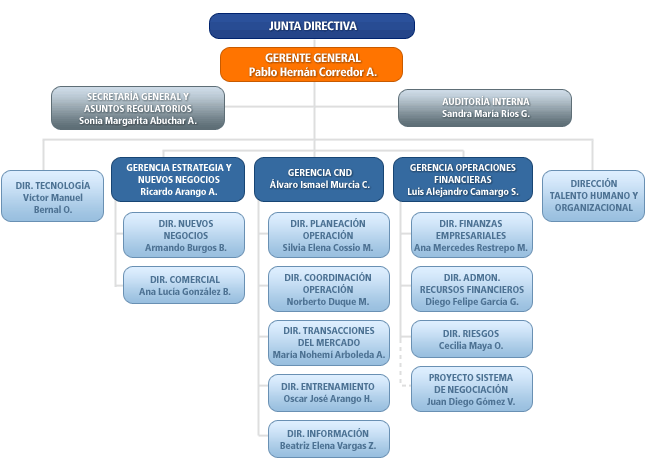 JUNTA DIRECTIVA
GERENTE GENERAL
Pablo Hernán Corredor A.
SECRETARÍA GENERAL Y
ASUNTOS REGULATORIOS
Sonia Margarita Abuchar A.
AUDITORÍA INTERNA
Sandra María Ríos G.
DIR. TECNOLOGÍA
Víctor Manuel
Bernal O.
GERENCIA ESTRATEGIA Y
NUEVOS NEGOCIOS
Ricardo Arango A.
GERENCIA CND
Álvaro Ismael Murcia C.
GERENCIA OPERACIONES
FINANCIERAS
Luis Alejandro Camargo S.
DIRECCIÓN
TALENTO HUMANO Y
ORGANIZACIONAL
DIR. NUEVOS
NEGOCIOS
Armando Burgos B.
DIR. COMERCIAL
Ana Lucía González B.
DIR. PLANEACIÓN
OPERACIÓN
Silvia Elena Cossio M.
DIR. COORDINACIÓN
OPERACIÓN
Norberto Duque M.
DIR. TRANSACCIONES
DEL MERCADO
María Nohemí Arboleda A.
DIR. ENTRENAMIENTO
Oscar José Arango H.
DIR. INFORMACIÓN
Beatriz Elena Vargas Z.
DIR. FINANZAS
EMPRESARIALES
Ana Mercedes Restrepo M.
DIR. ADMON.
RECURSOS FINANCIEROS
Diego Felipe García G.
DIR. RIESGOS
Cecilia Maya O.
PROYECTO SISTEMA
DE NEGOCIACIÓN
Juan Diego Gómez V.